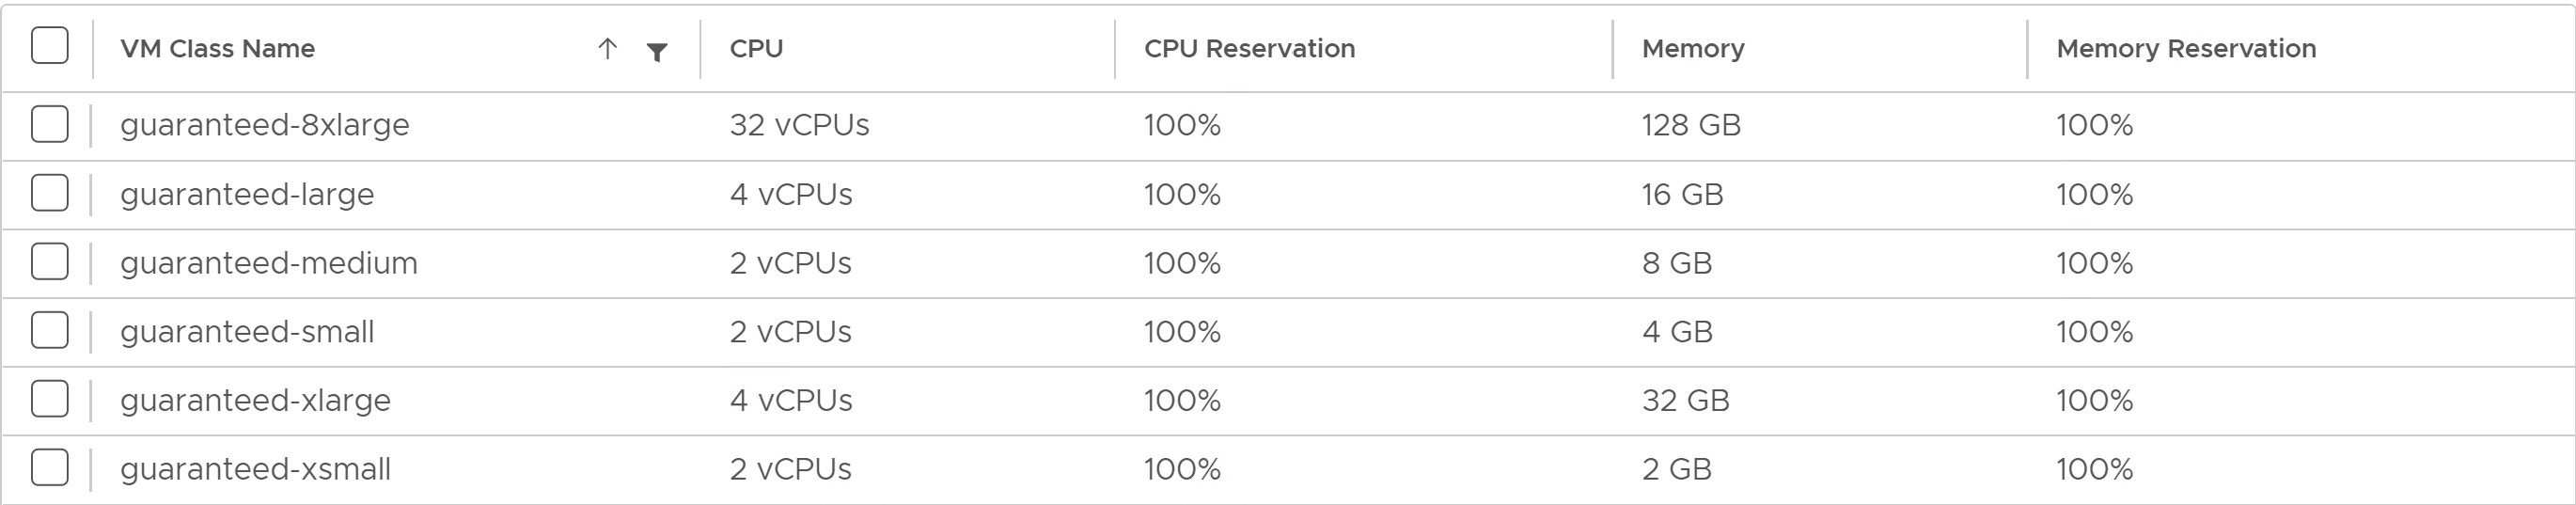 VM Class Name CPU CPU Reservation Memory Memory Reservation
guaranteed-8xlarge 32 vCPUs 100% 128 GB 100%
guaranteed-large 4 vCPUs 100% 16 GB 100%
guaranteed-medium 2 vCPUs 100% 8 GB 100%
guaranteed-small 2 vCPUs 100% 4 GB 100%
guaranteed-xlarge 4 vCPUs 100% 32 GB 100%
guaranteed-xsmall 2 vCPUs 100% 2 GB 100%